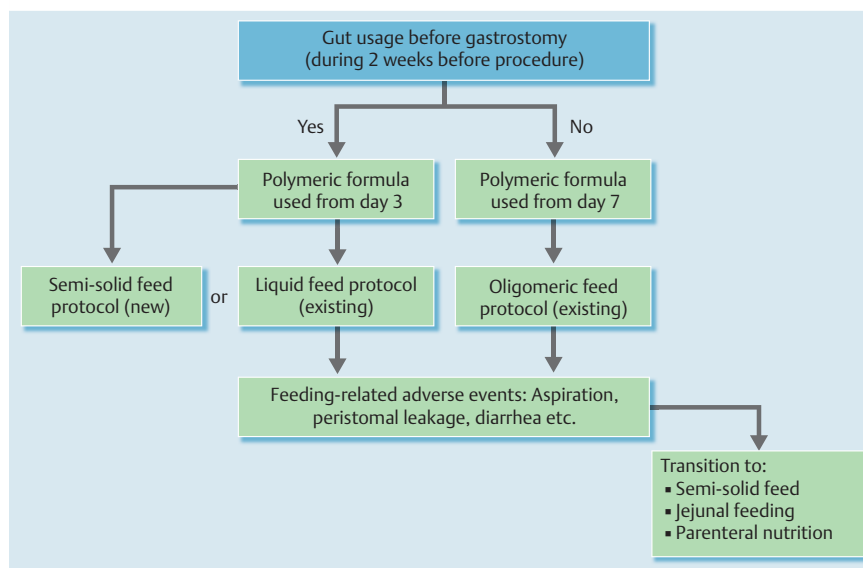 Gut usage before gastrostomy
(during 2 weeks before procedure)
Yes
No
Polymeric formula
used from day 3
Polymeric formula
used from day 7
Semi-solid feed
protocol (new)
or
Liquid feed protocol
(existing)
Oligomeric feed
protocol (existing)
Feeding-related adverse events: Aspiration,
peristomal leakage, diarrhea etc.
Transition to:
▪ Semi-solid feed
▪ Jejunal feeding
▪ Parenteral nutrition